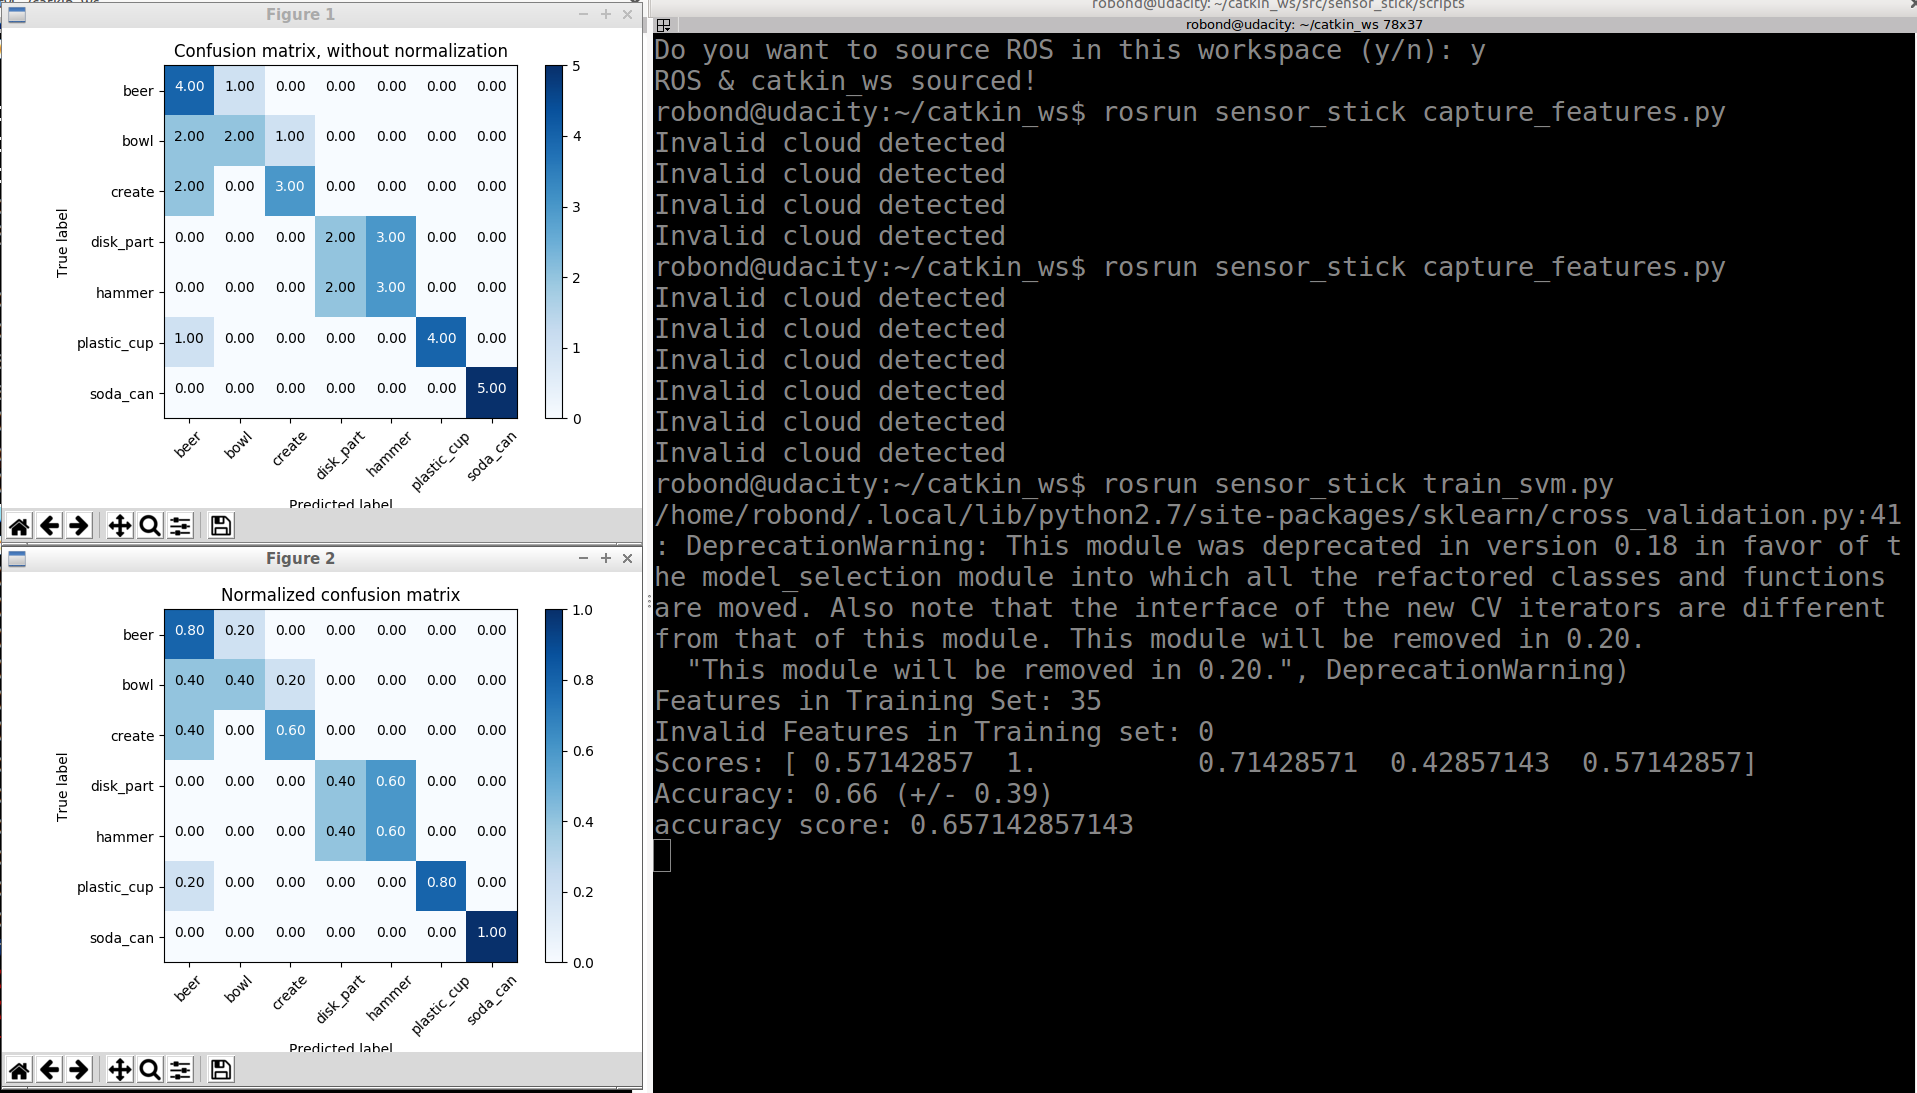 Figure 1
Confusion matrix, without normalization
beer 4.00 1.00 0.00 0.00 0.00 0.00 0.00
bowl 2.00 2.00 1.00 0.00 0.00 0.00 0.00
create 2.00 0.00 3.00 0.00 0.00 0.00 0.00
disk_part 0.00 0.00 0.00 2.00 3.00 0.00 0.00
hammer 0.00 0.00 0.00 2.00 3.00 0.00 0.00
plastic_cup 1.00 0.00 0.00 0.00 0.00 4.00 0.00
soda_can 0.00 0.00 0.00 0.00 0.00 0.00 5.00
True label
beer bowl create disk_part hammer plastic_cup soda_can
Predicted label
5
4
3
2
1
0
Figure 2
Normalized confusion matrix
beer 0.80 0.20 0.00 0.00 0.00 0.00 0.00
bowl 0.40 0.40 0.20 0.00 0.00 0.00 0.00
create 0.40 0.00 0.60 0.00 0.00 0.00 0.00
disk_part 0.00 0.00 0.00 0.40 0.60 0.00 0.00
hammer 0.00 0.00 0.00 0.40 0.60 0.00 0.00
plastic_cup 0.20 0.00 0.00 0.00 0.00 0.80 0.00
soda_can 0.00 0.00 0.00 0.00 0.00 0.00 1.00
True label
beer bowl create disk_part hammer plastic_cup soda_can
Predicted label
1.0
0.8
0.6
0.4
0.2
0.0
robond@udacity: ~/catkin_ws/src/sensor_stick/scripts
robond@udacity: ~/catkin_ws 78x37
Do you want to source ROS in this workspace (y/n): y
ROS & catkin_ws sourced!
robond@udacity:~/catkin_ws$ rosrun sensor_stick capture_features.py
Invalid cloud detected
Invalid cloud detected
Invalid cloud detected
Invalid cloud detected
robond@udacity:~/catkin_ws$ rosrun sensor_stick capture_features.py
Invalid cloud detected
Invalid cloud detected
Invalid cloud detected
Invalid cloud detected
Invalid cloud detected
Invalid cloud detected
robond@udacity:~/catkin_ws$ rosrun sensor_stick train_svm.py
/home/robond/.local/lib/python2.7/site-packages/sklearn/cross_validation.py:41
: DeprecationWarning: This module was deprecated in version 0.18 in favor of t
he model_selection module into which all the refactored classes and functions
are moved. Also note that the interface of the new CV iterators are different
from that of this module. This module will be removed in 0.20.
"This module will be removed in 0.20.", DeprecationWarning)
Features in Training Set: 35
Invalid Features in Training set: 0
Scores: [ 0.57142857 1. 0.71428571 0.42857143 0.57142857]
Accuracy: 0.66 (+/- 0.39)
accuracy score: 0.657142857143